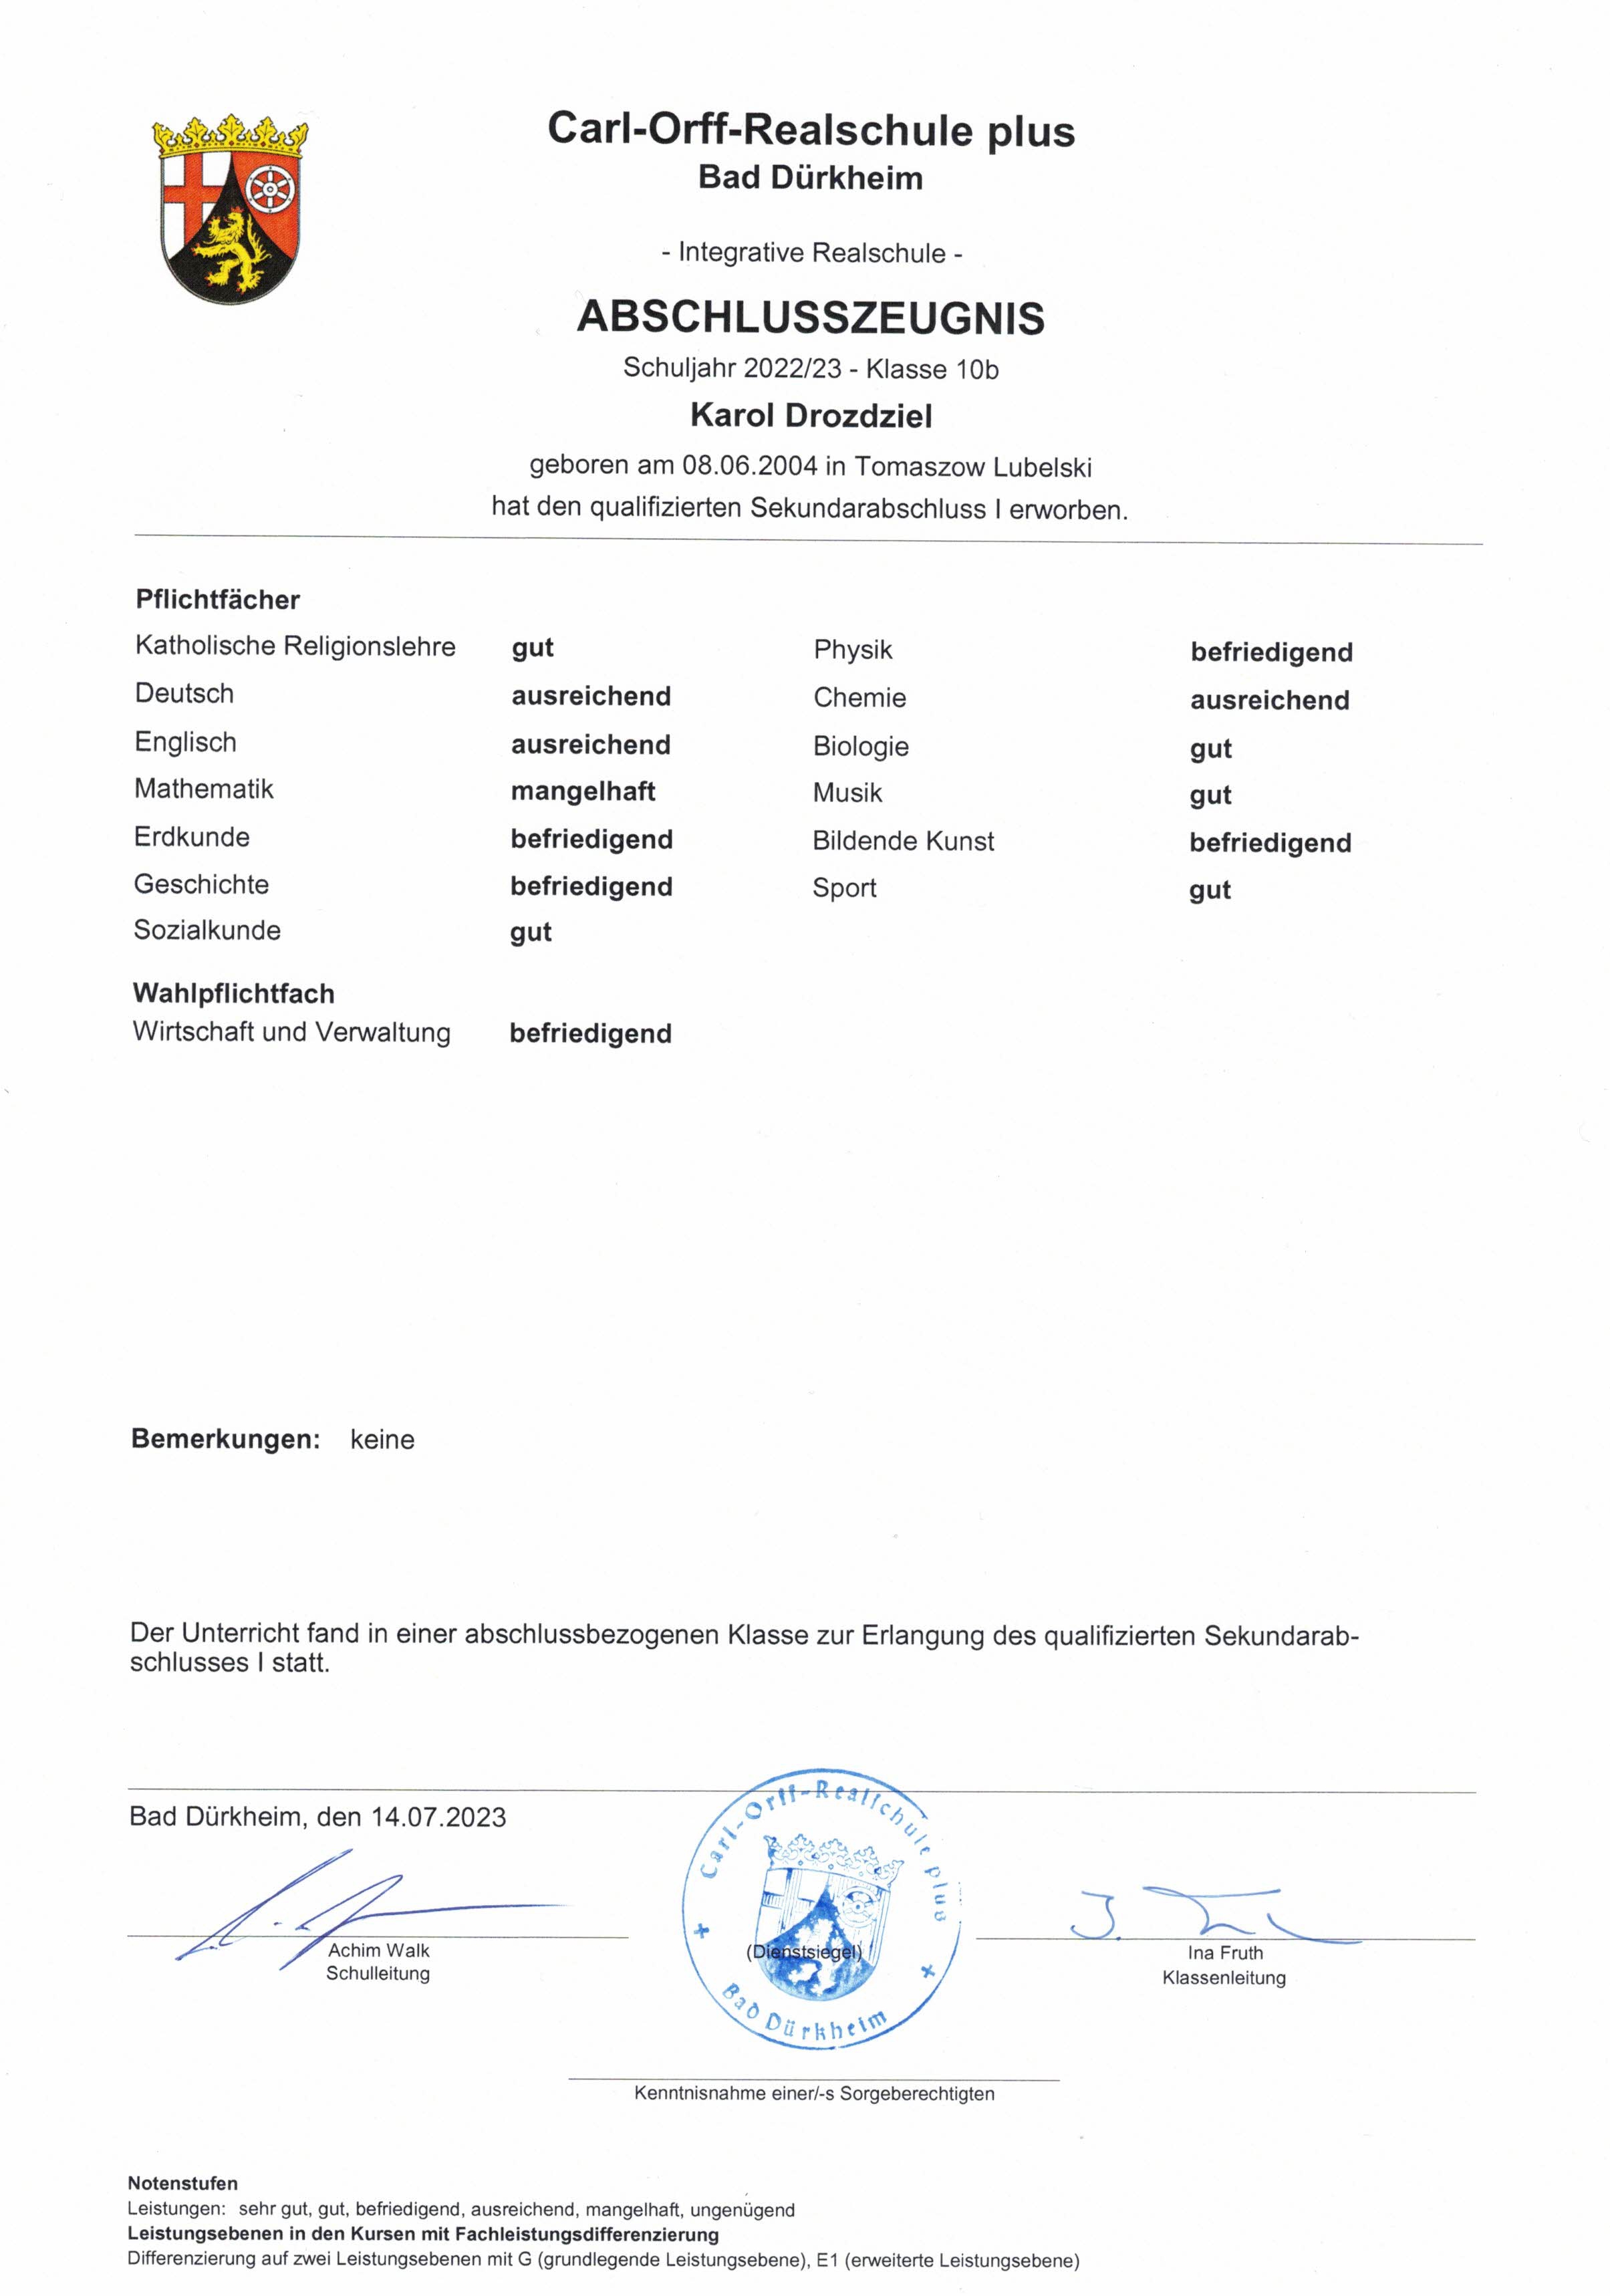 Carl-Orff-Realschule plus
Bad Dürkheim
- Integrative Realschule -
ABSCHLUSSZEUGNIS
Schuljahr 2022/23 - Klasse 10b
Karol Drozdziel
geboren am 08.06.2004 in Tomaszow Lubelski
hat den qualifizierten Sekundarabschluss I erworben.
Pflichtfächer
Katholische Religionslehre gut Physik befriedigend
Deutsch ausreichend Chemie ausreichend
Englisch ausreichend Biologie gut
Mathematik mangelhaft Musik gut
Erdkunde befriedigend Bildende Kunst befriedigend
Geschichte befriedigend Sport gut
Sozialkunde gut
Wahlpflichtfach
Wirtschaft und Verwaltung befriedigend
Bemerkungen: keine
Der Unterricht fand in einer abschlussbezogenen Klasse zur Erlangung des qualifizierten Sekundarab-
schlusses I statt.
Bad Dürkheim, den 14.07.2023
Carl-Orff-Realschule plus
Bad Dürkheim
(Dienstsiegel)
Achim Walk
Schulleitung
Ina Fruth
Klassenleitung
Kenntnisnahme einer/-s Sorgeberechtigten
Notenstufen
Leistungen: sehr gut, gut, befriedigend, ausreichend, mangelhaft, ungenügend
Leistungsebenen in den Kursen mit Fachleistungsdifferenzierung
Differenzierung auf zwei Leistungsebenen mit G (grundlegende Leistungsebene), E1 (erweiterte Leistungsebene)